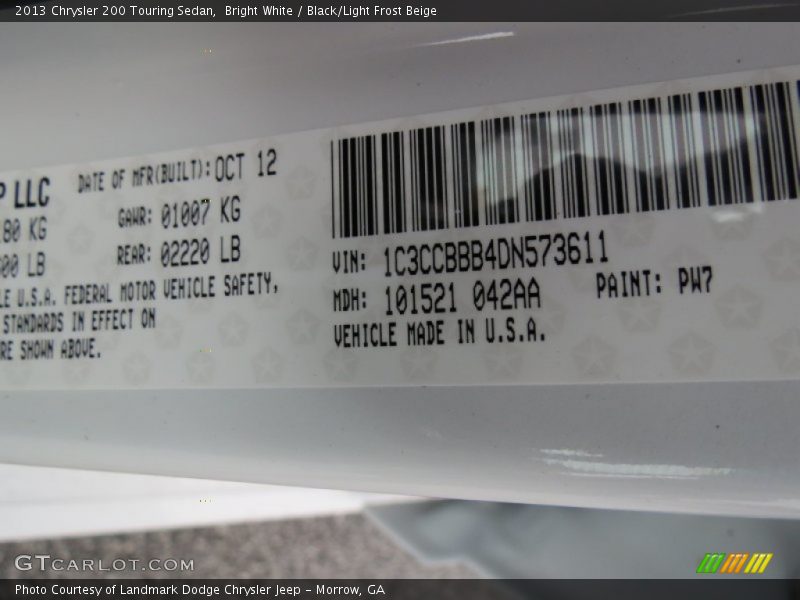 2013 Chrysler 200 Touring Sedan,  Bright White / Black/Light Frost Beige
P LLC
DATE OF MFR(BUILT): OCT 12
.80 KG
GAWR: 01007 KG
00 LB
REAR: 02220 LB
LE U.S.A. FEDERAL MOTOR VEHICLE SAFETY,
STANDARDS IN EFFECT ON
RE SHOWN ABOVE.
VIN: 1C3CCBBB4DN573611
MDH: 101521 042AA
PAINT: PW7
VEHICLE MADE IN U.S.A.
GTCARLOT.COM
Photo Courtesy of Landmark Dodge Chrysler Jeep – Morrow, GA